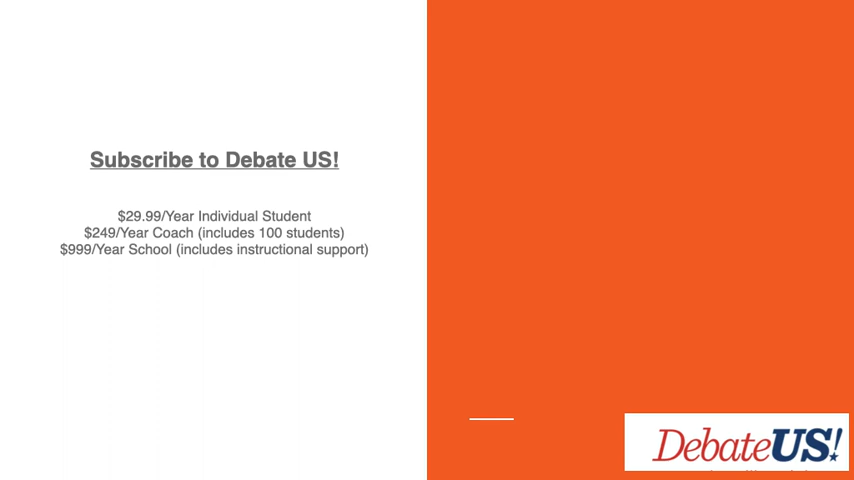 Subscribe to Debate US!
$29.99/Year Individual Student
$249/Year Coach (includes 100 students)
$999/Year School (includes instructional support)
DebateUS!